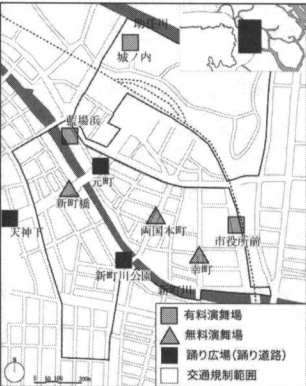 助任川
城ノ内
藍場浜
元町
新町橋
天神下
両国本町
市役所前
幸町
新町川公園
新町川
有料演舞場
無料演舞場
踊り広場(踊り道路)
交通規制範囲
N
0 50 100 200m